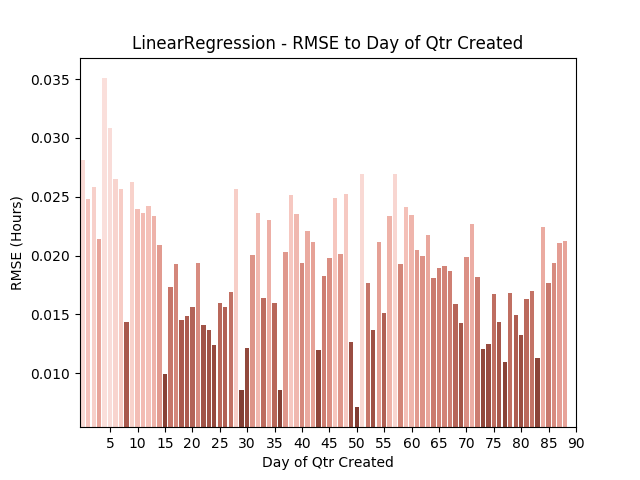 LinearRegression - RMSE to Day of Qtr Created
0.035
0.030
0.025
0.020
0.015
0.010
RMSE (Hours)
5 10 15 20 25 30 35 40 45 50 55 60 65 70 75 80 85 90
Day of Qtr Created